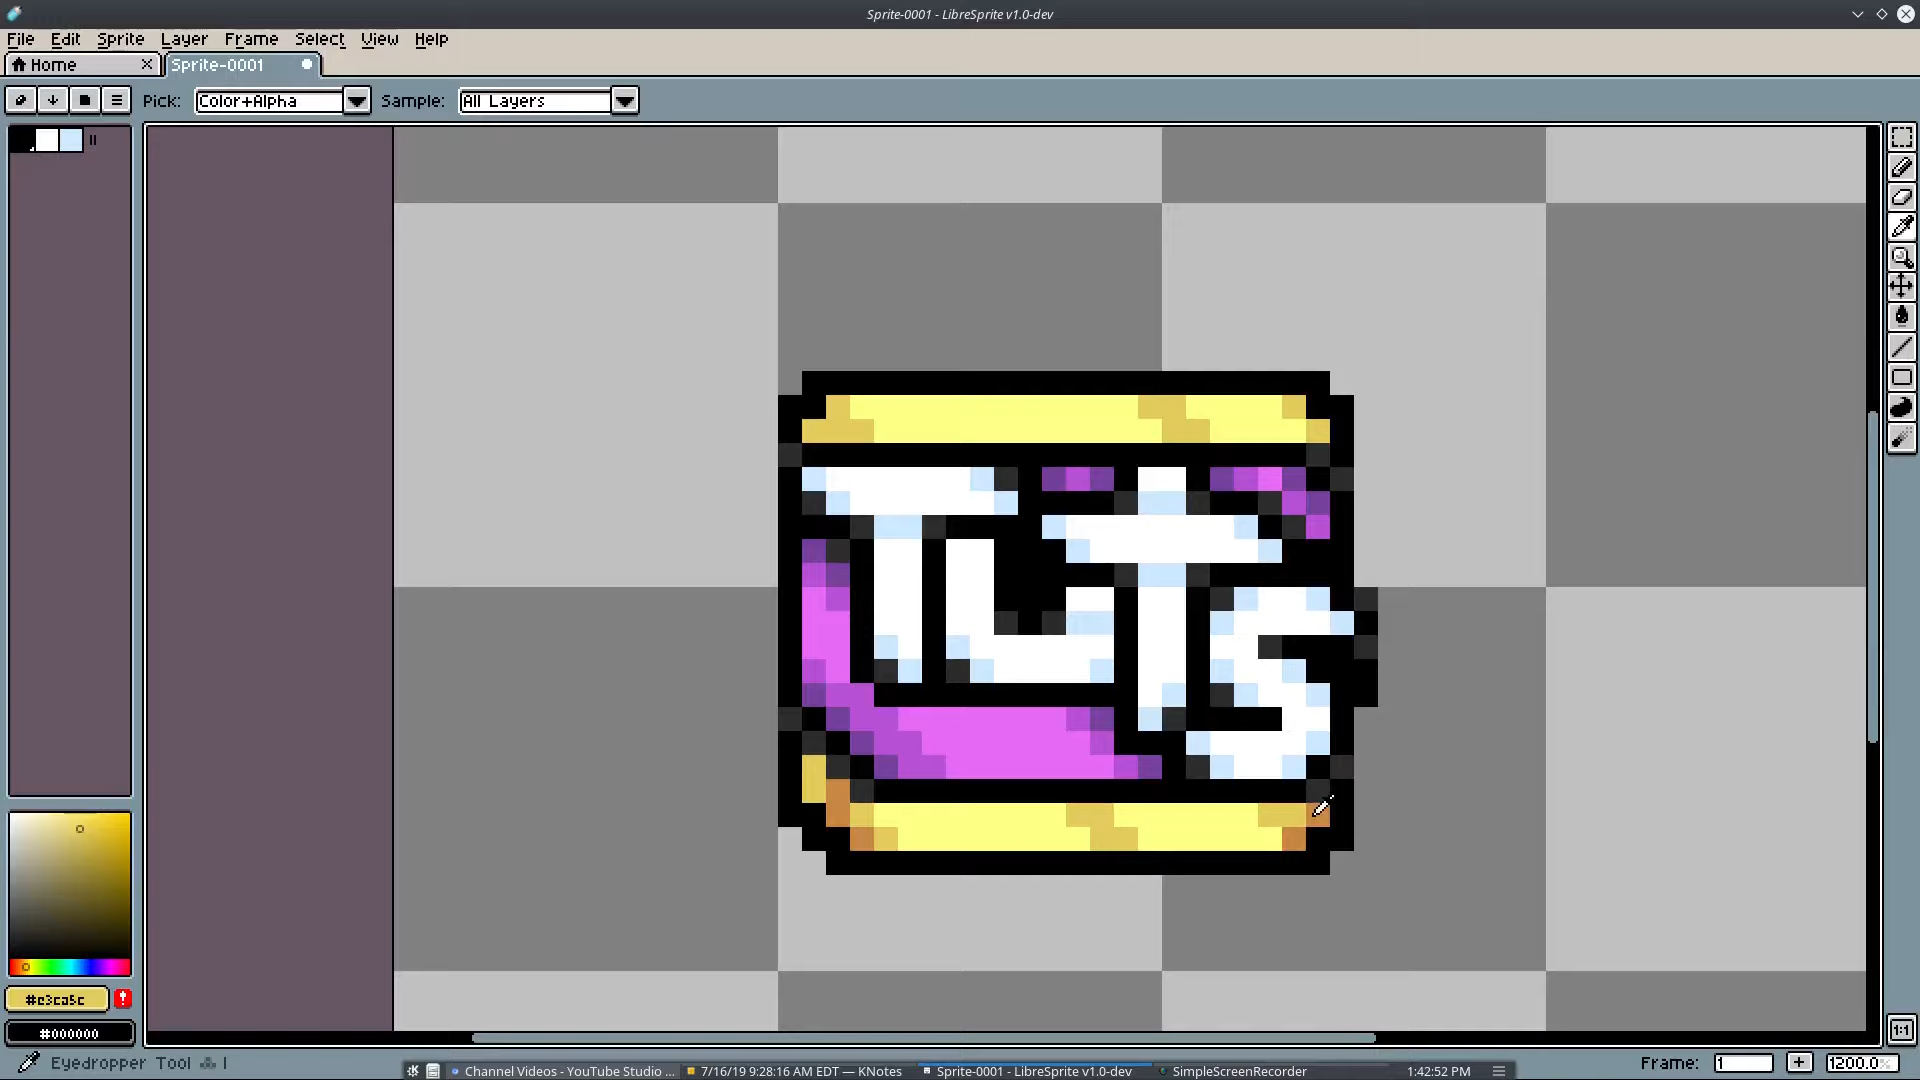 Sprite-0001 - LibreSprite v1.0-dev
File Edit Sprite Layer Frame Select View Help
Home Sprite-0001
Pick: Color+Alpha Sample: All Layers
TUTS
#e3ca5c
#000000
1:1
Eyedropper Tool I
Channel Videos - YouTube Studio ... 7/16/19 9:28:16 AM EDT — KNotes Sprite-0001 - LibreSprite v1.0-dev SimpleScreenRecorder 1:42:52 PM
Frame: 1 + 1200.0